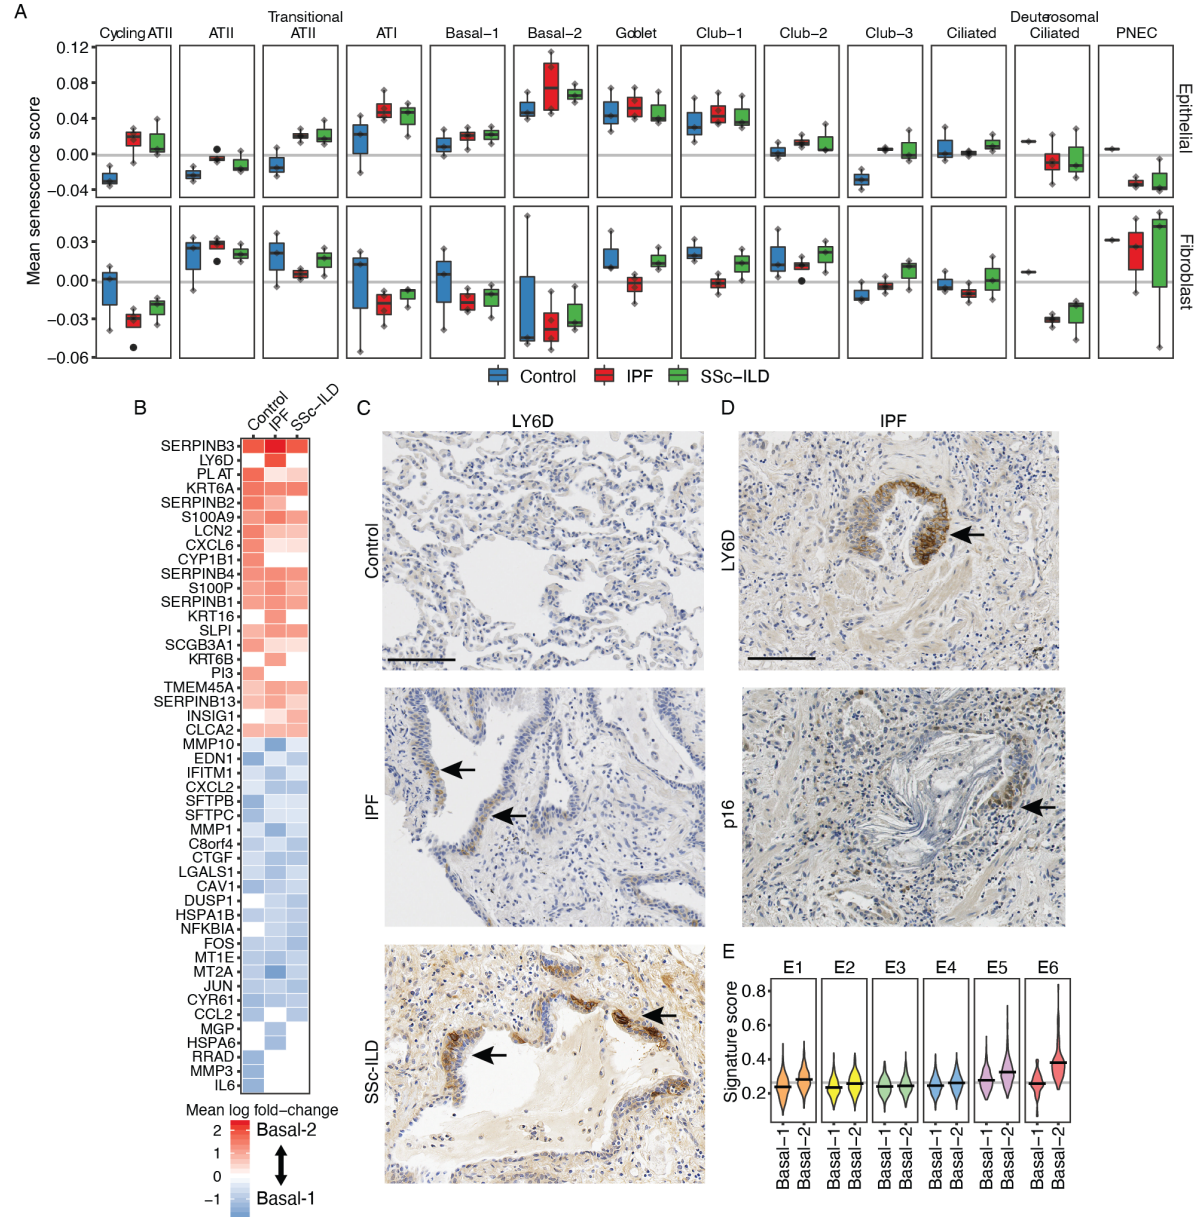 A
Transitional
Deuterosomal
Cycling ATII
ATII
ATII
ATI
Basal-1
Basal-2
Goblet
Club-1
Club-2
Club-3
Ciliated
Ciliated
PNEC
Mean senescence score
0.12
0.08
0.04
0.00
-0.04
Epithelial
0.03
0.00
-0.03
-0.06
Fibroblast
Control
IPF
SSc-ILD
B
Control
IPF
SSc-ILD
SERPINB3
LY6D
PLAT
KRT6A
SERPINB2
S100A9
LCN2
CXCL6
CYP1B1
SERPINB4
S100P
SERPINB1
KRT16
SLPI
SCGB3A1
KRT6B
PI3
TMEM45A
SERPINB13
INSIG1
CLCA2
MMP10
EDN1
IFITM1
CXCL2
SFTPB
SFTPC
MMP1
C8orf4
CTGF
LGALS1
CAV1
DUSP1
HSPA1B
NFKBIA
FOS
MT1E
MT2A
JUN
CYR61
CCL2
MGP
HSPA6
RRAD
MMP3
IL6
Mean log fold-change
2
1
0
-1
Basal-2
Basal-1
C
LY6D
Control
IPF
SSc-ILD
D
IPF
LY6D
p16
E
E1
E2
E3
E4
E5
E6
Signature score
0.8
0.6
0.4
0.2
Basal-1
Basal-2
Basal-1
Basal-2
Basal-1
Basal-2
Basal-1
Basal-2
Basal-1
Basal-2
Basal-1
Basal-2